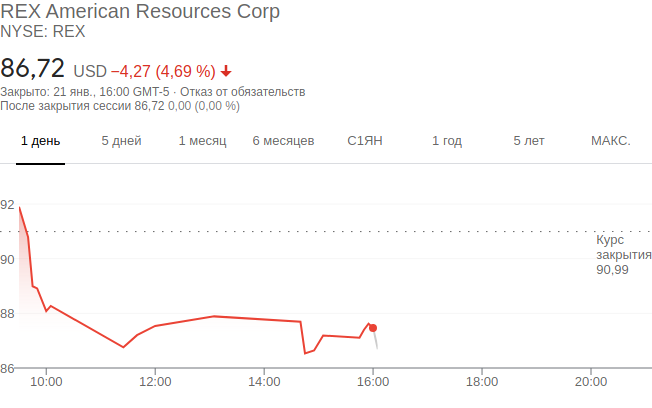 REX American Resources Corp
NYSE: REX
86,72 USD −4,27 (4,69 %)
Закрыто: 21 янв., 16:00 GMT-5 · Отказ от обязательств
После закрытия сессии 86,72 0,00 (0,00 %)
1 день 5 дней 1 месяц 6 месяцев С1ЯН 1 год 5 лет МАКС.
92
Курс
закрытия
90,99
90
88
86
10:00 12:00 14:00 16:00 18:00 20:00